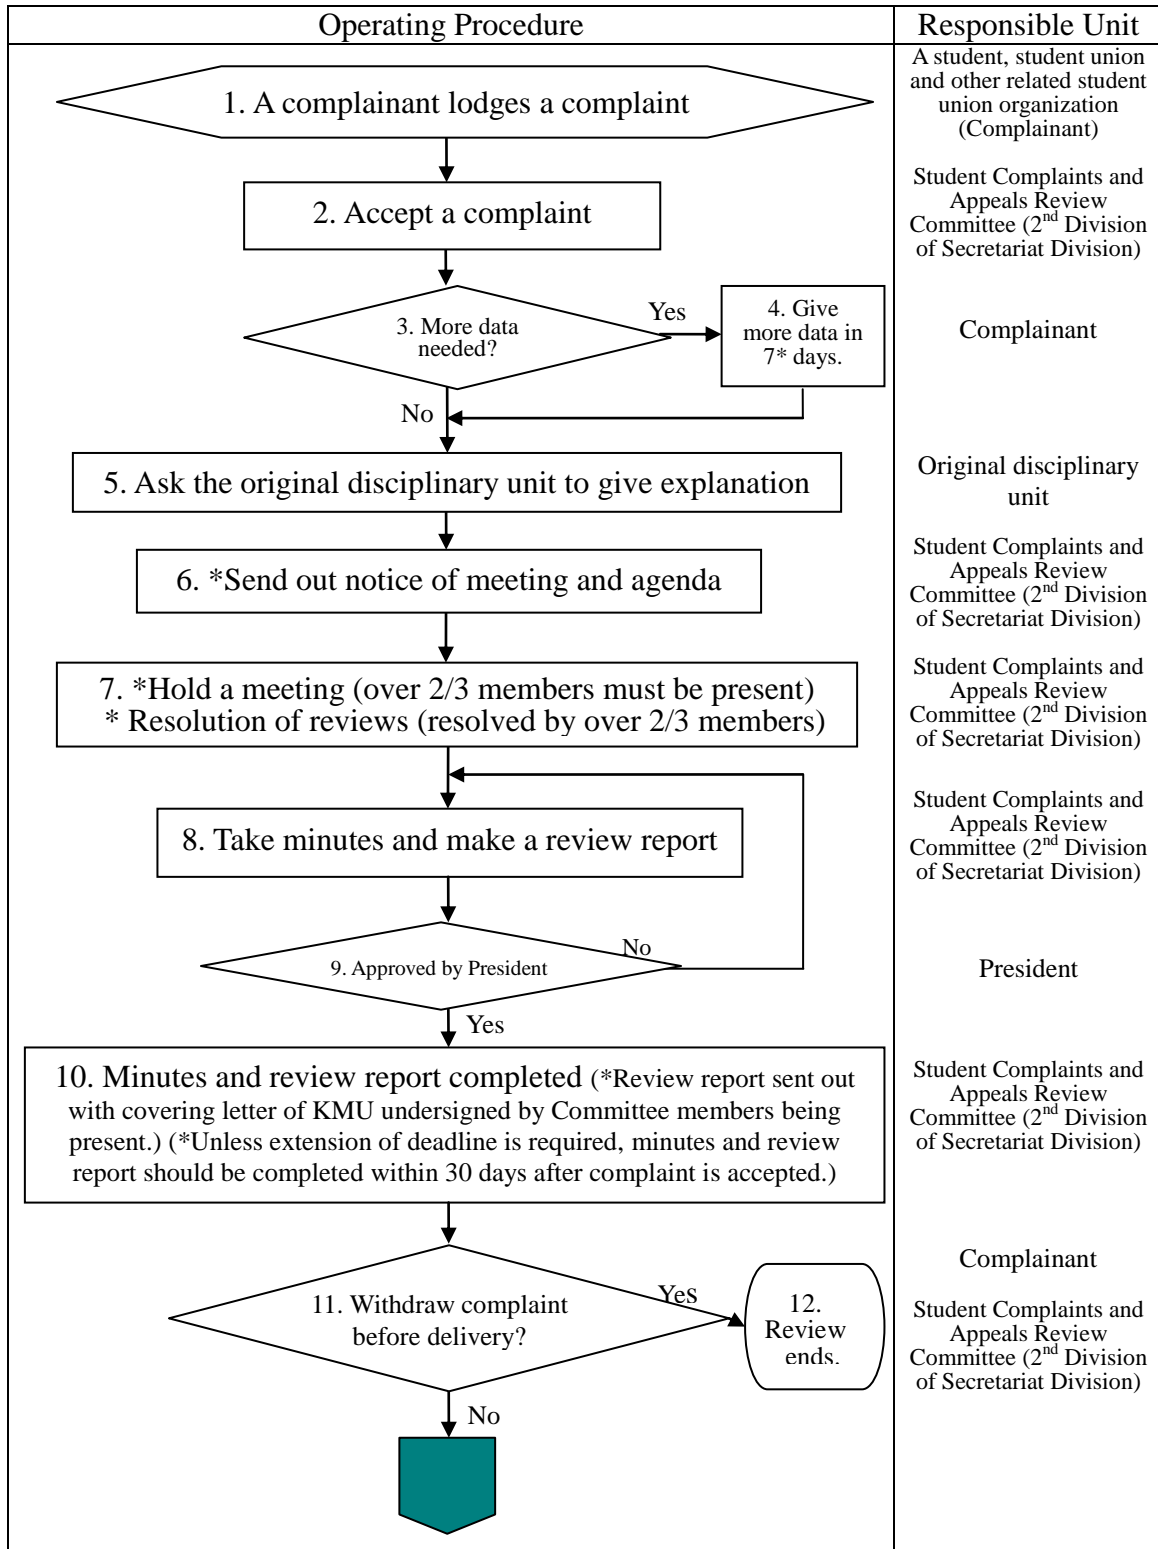 Operating Procedure
Responsible Unit
1. A complainant lodges a complaint
A student, student union
and other related student
union organization
(Complainant)
2. Accept a complaint
Student Complaints and
Appeals Review
Committee (2nd Division
of Secretariat Division)
3. More data
needed?
Yes
4. Give
more data in
7* days.
Complainant
No
5. Ask the original disciplinary unit to give explanation
Original disciplinary
unit
6. *Send out notice of meeting and agenda
Student Complaints and
Appeals Review
Committee (2nd Division
of Secretariat Division)
7. *Hold a meeting (over 2/3 members must be present)
* Resolution of reviews (resolved by over 2/3 members)
Student Complaints and
Appeals Review
Committee (2nd Division
of Secretariat Division)
8. Take minutes and make a review report
Student Complaints and
Appeals Review
Committee (2nd Division
of Secretariat Division)
9. Approved by President
No
President
Yes
10. Minutes and review report completed (*Review report sent out
with covering letter of KMU undersigned by Committee members being
present.) (*Unless extension of deadline is required, minutes and review
report should be completed within 30 days after complaint is accepted.)
Student Complaints and
Appeals Review
Committee (2nd Division
of Secretariat Division)
11. Withdraw complaint
before delivery?
Yes
12.
Review
ends.
Complainant
Student Complaints and
Appeals Review
Committee (2nd Division
of Secretariat Division)
No